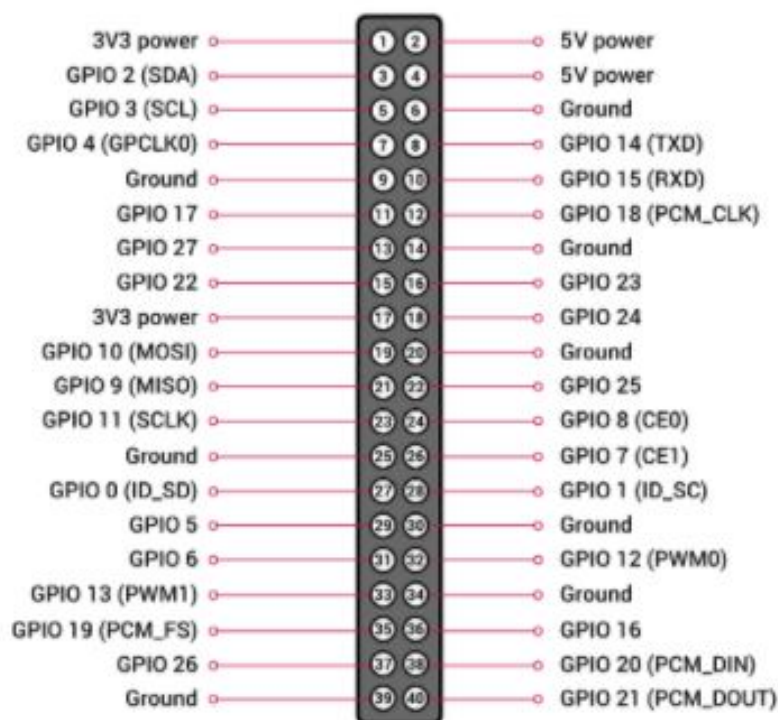 3V3 power 1 2 5V power
GPIO 2 (SDA) 3 4 5V power
GPIO 3 (SCL) 5 6 Ground
GPIO 4 (GPCLK0) 7 8 GPIO 14 (TXD)
Ground 9 10 GPIO 15 (RXD)
GPIO 17 11 12 GPIO 18 (PCM_CLK)
GPIO 27 13 14 Ground
GPIO 22 15 16 GPIO 23
3V3 power 17 18 GPIO 24
GPIO 10 (MOSI) 19 20 Ground
GPIO 9 (MISO) 21 22 GPIO 25
GPIO 11 (SCLK) 23 24 GPIO 8 (CE0)
Ground 25 26 GPIO 7 (CE1)
GPIO 0 (ID_SD) 27 28 GPIO 1 (ID_SC)
GPIO 5 29 30 Ground
GPIO 6 31 32 GPIO 12 (PWM0)
GPIO 13 (PWM1) 33 34 Ground
GPIO 19 (PCM_FS) 35 36 GPIO 16
GPIO 26 37 38 GPIO 20 (PCM_DIN)
Ground 39 40 GPIO 21 (PCM_DOUT)